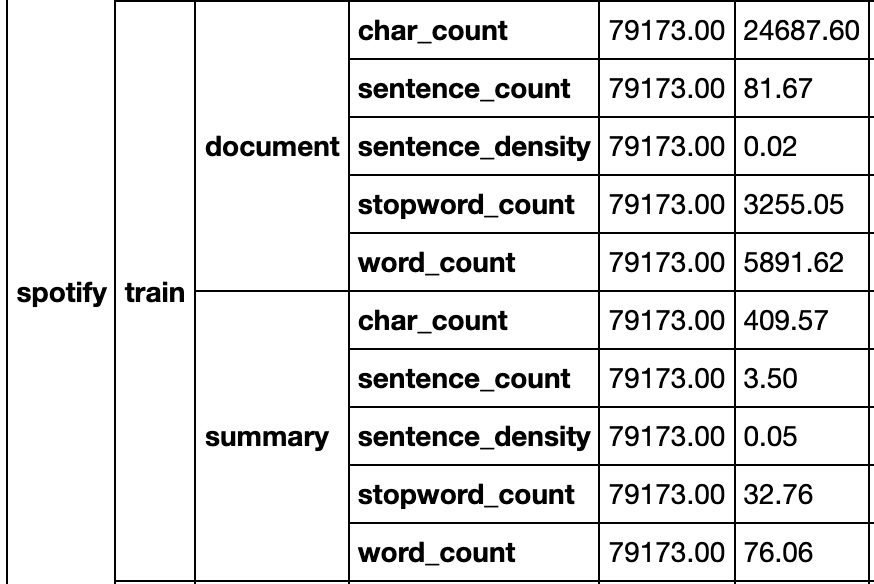 char_count 79173.00 24687.60
sentence_count 79173.00 81.67
document sentence_density 79173.00 0.02
stopword_count 79173.00 3255.05
word_count 79173.00 5891.62
spotify train
char_count 79173.00 409.57
sentence_count 79173.00 3.50
summary sentence_density 79173.00 0.05
stopword_count 79173.00 32.76
word_count 79173.00 76.06